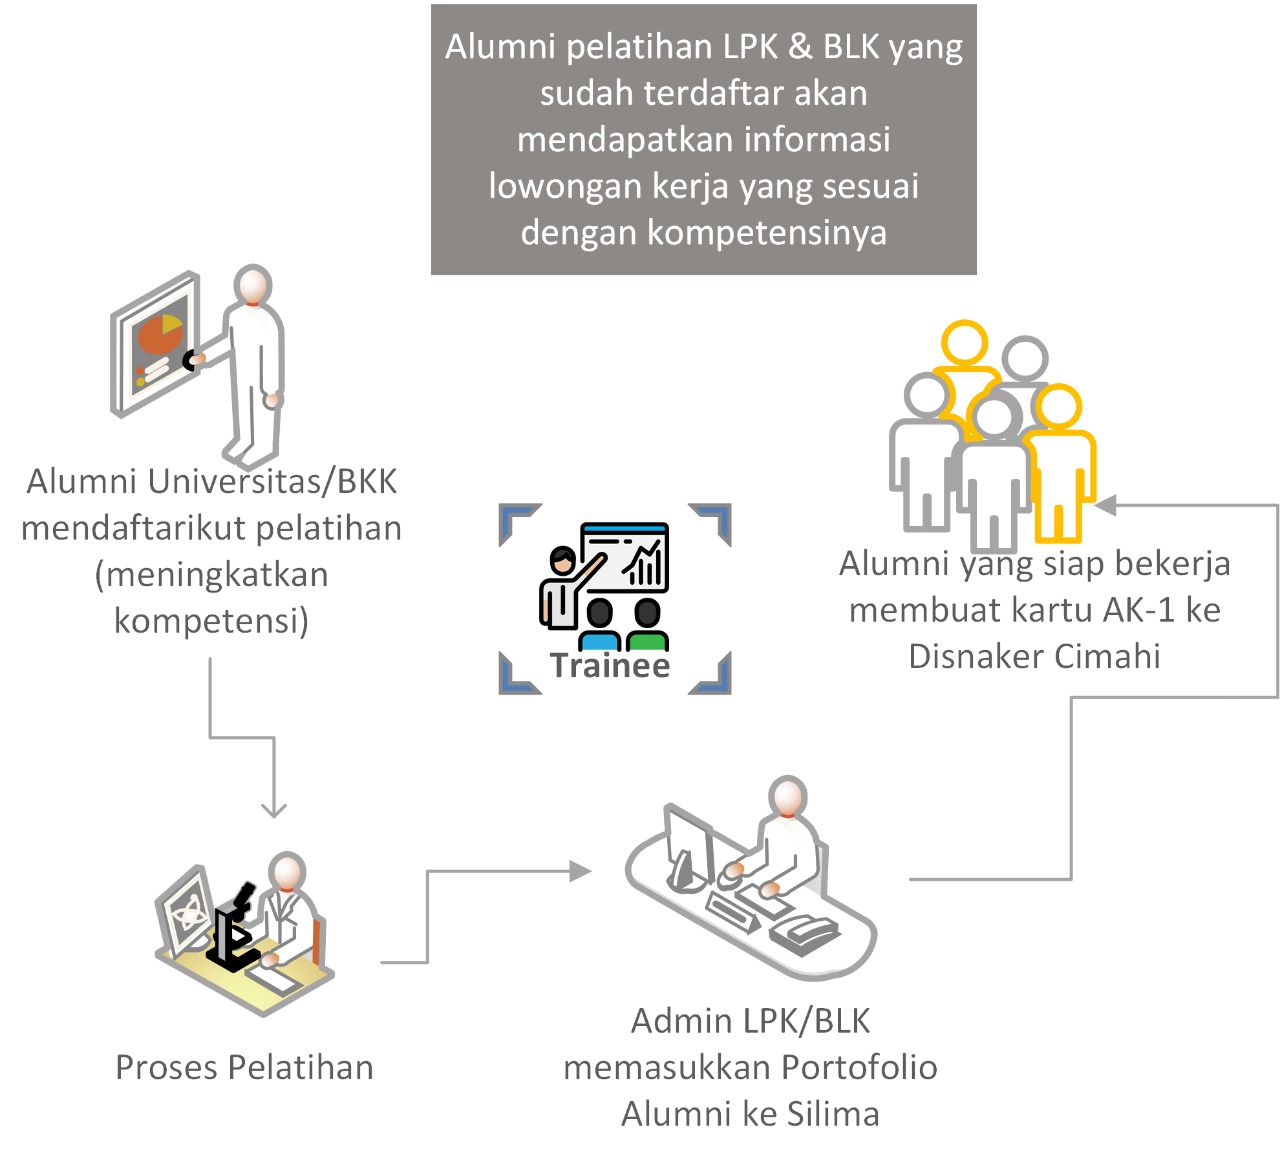 Alumni pelatihan LPK & BLK yang
sudah terdaftar akan
mendapatkan informasi
lowongan kerja yang sesuai
dengan kompetensinya
Alumni Universitas/BKK
mendaftarikut pelatihan
(meningkatkan
kompetensi)
Trainee
Alumni yang siap bekerja
membuat kartu AK-1 ke
Disnaker Cimahi
Proses Pelatihan
Admin LPK/BLK
memasukkan Portofolio
Alumni ke Silima